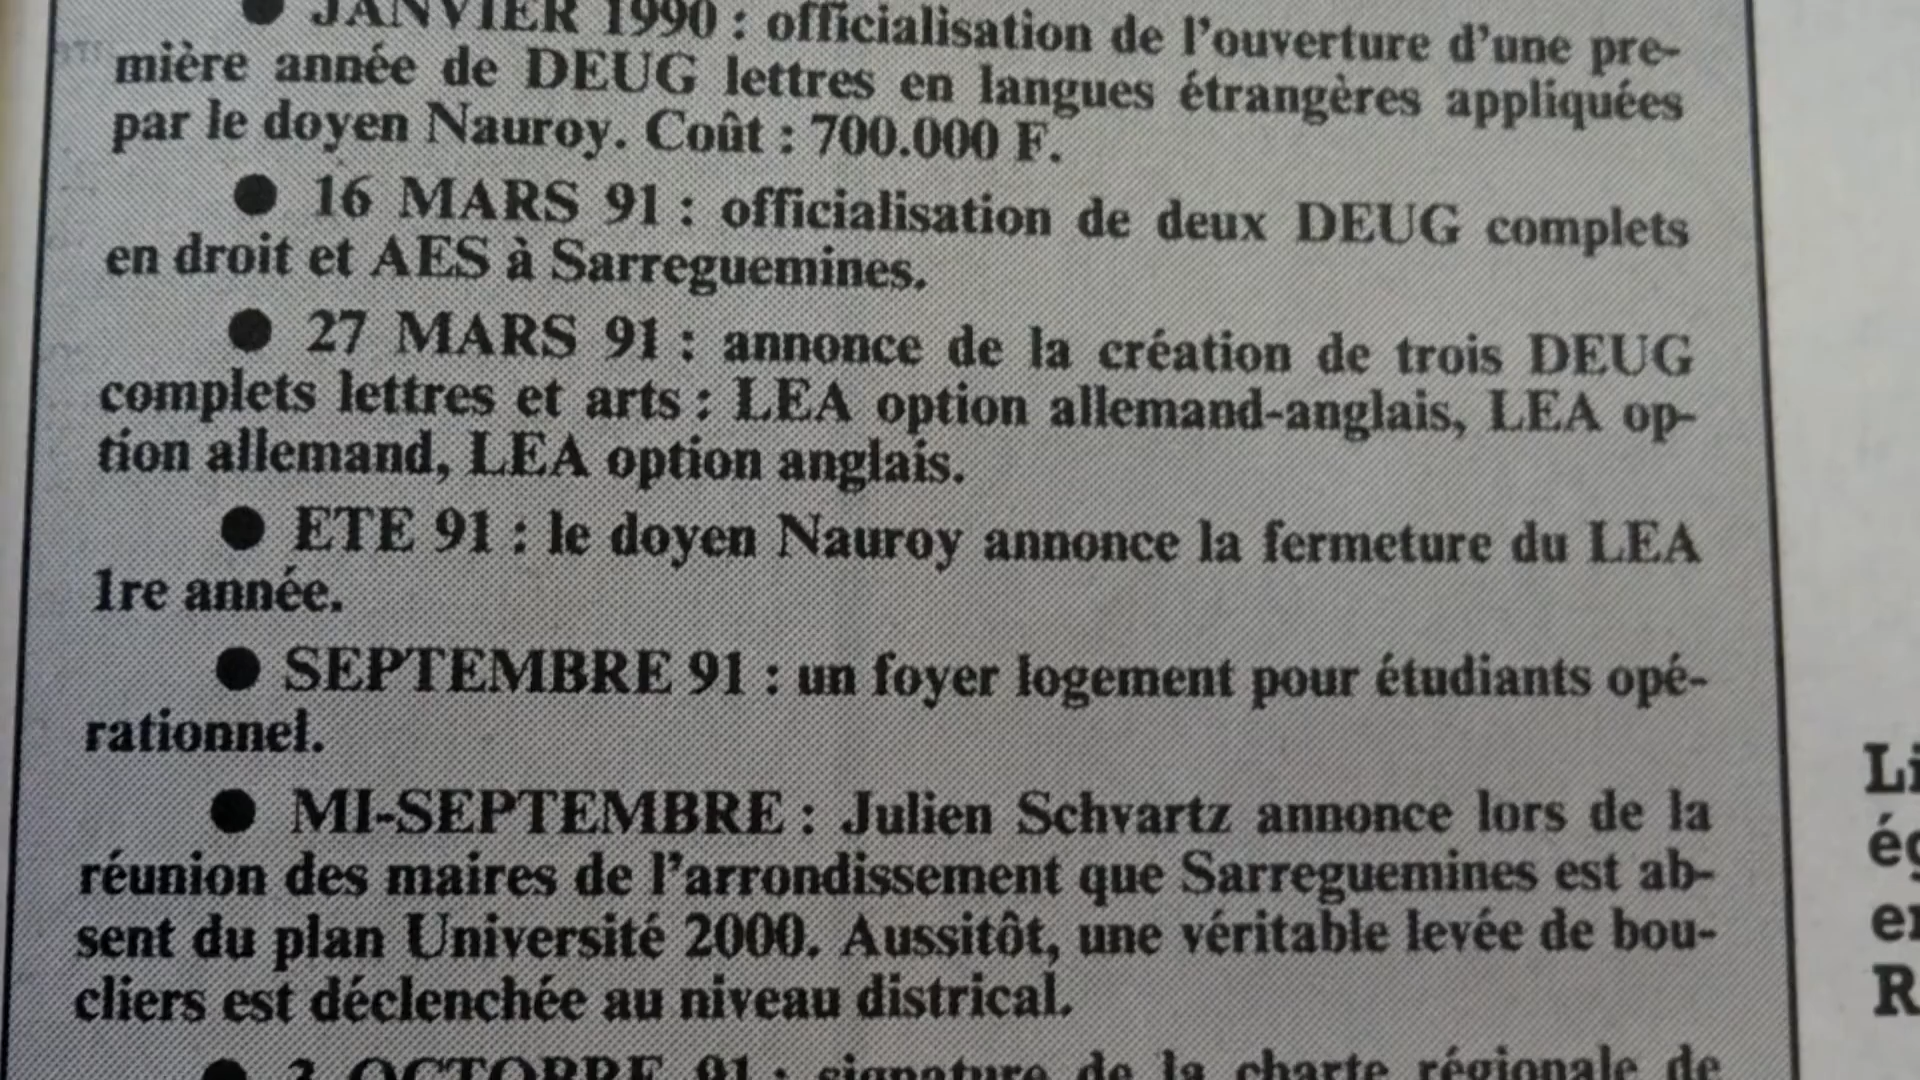 ● JANVIER 1990 : officialisation de l'ouverture d'une pre-
mière année de DEUG lettres en langues étrangères appliquées
par le doyen Nauroy. Coût : 700.000 F.
● 16 MARS 91 : officialisation de deux DEUG complets
en droit et AES à Sarreguemines.
● 27 MARS 91 : annonce de la création de trois DEUG
complets lettres et arts : LEA option allemand-anglais, LEA op-
tion allemand, LEA option anglais.
● ETE 91 : le doyen Nauroy annonce la fermeture du LEA
1re année.
● SEPTEMBRE 91 : un foyer logement pour étudiants opé-
rationnel.
● MI-SEPTEMBRE : Julien Schvartz annonce lors de la
réunion des maires de l'arrondissement que Sarreguemines est ab-
sent du plan Université 2000. Aussitôt, une véritable levée de bou-
cliers est déclenchée au niveau districal.
● 3 OCTOBRE 91 : signature de la charte régionale de
Li
R